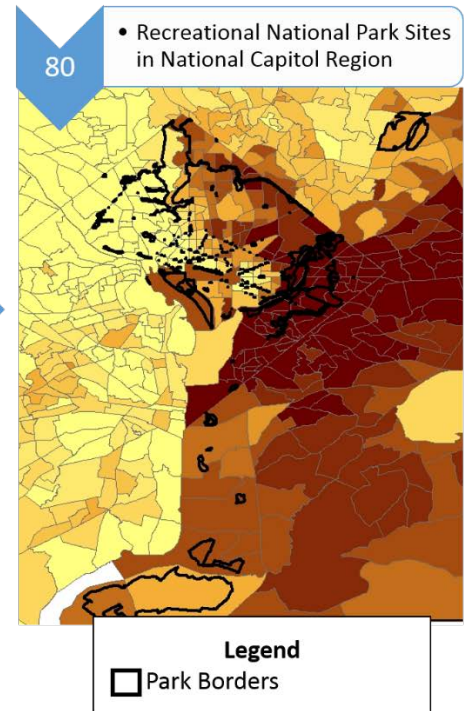 80
• Recreational National Park Sites
in National Capitol Region
Legend
Park Borders